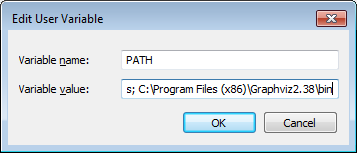 Edit User Variable
Variable name: PATH
Variable value: s; C:\Program Files (x86)\Graphviz2.38\bin
OK Cancel